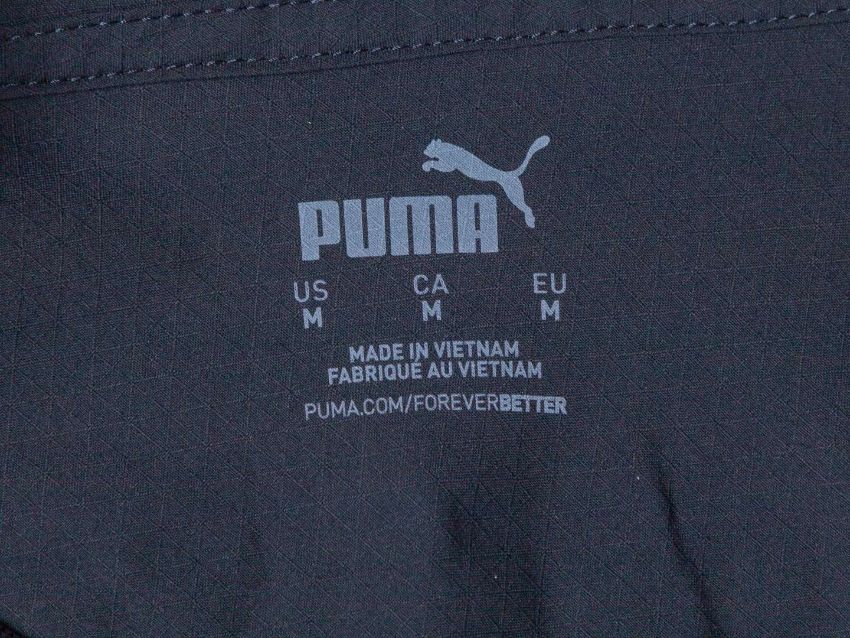 PUMA
US CA EU
M M M
MADE IN VIETNAM
FABRIQUÉ AU VIETNAM
PUMA.COM/FOREVERBETTER